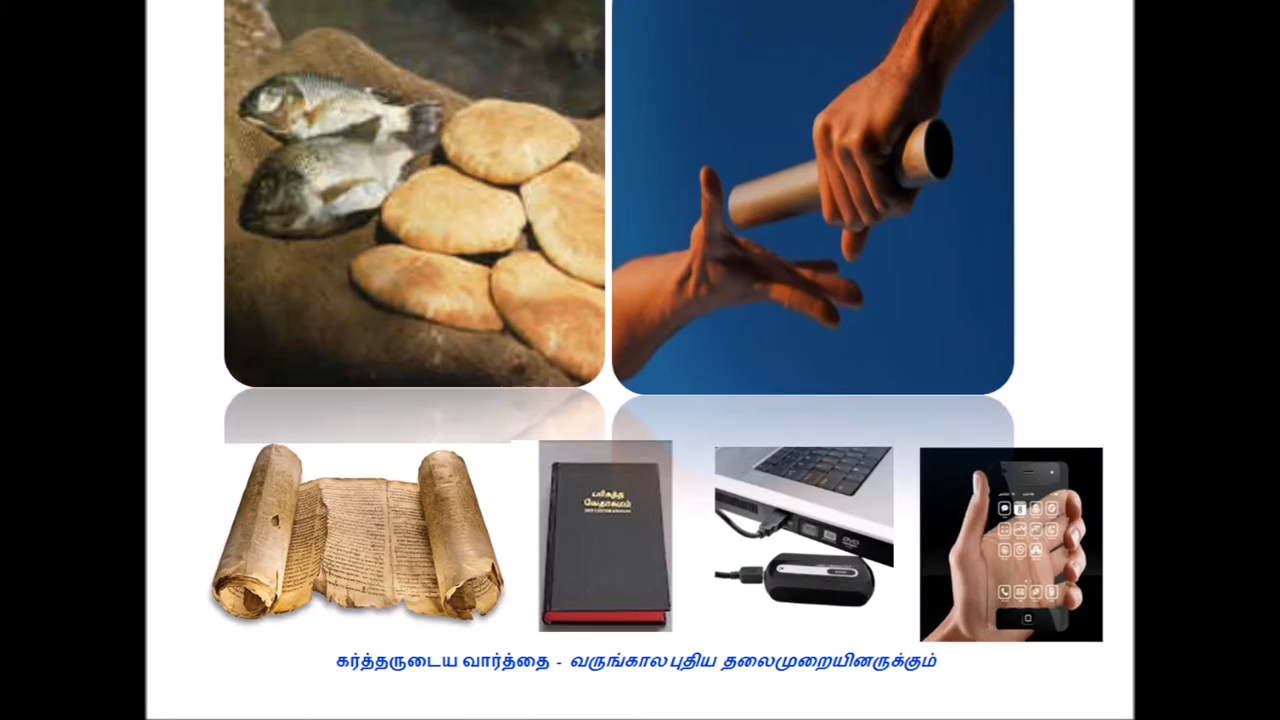 பரிசுத்த
வேதாகமம்
கர்த்தருடைய வார்த்தை - வருங்கால புதிய தலைமுறையினருக்கும்